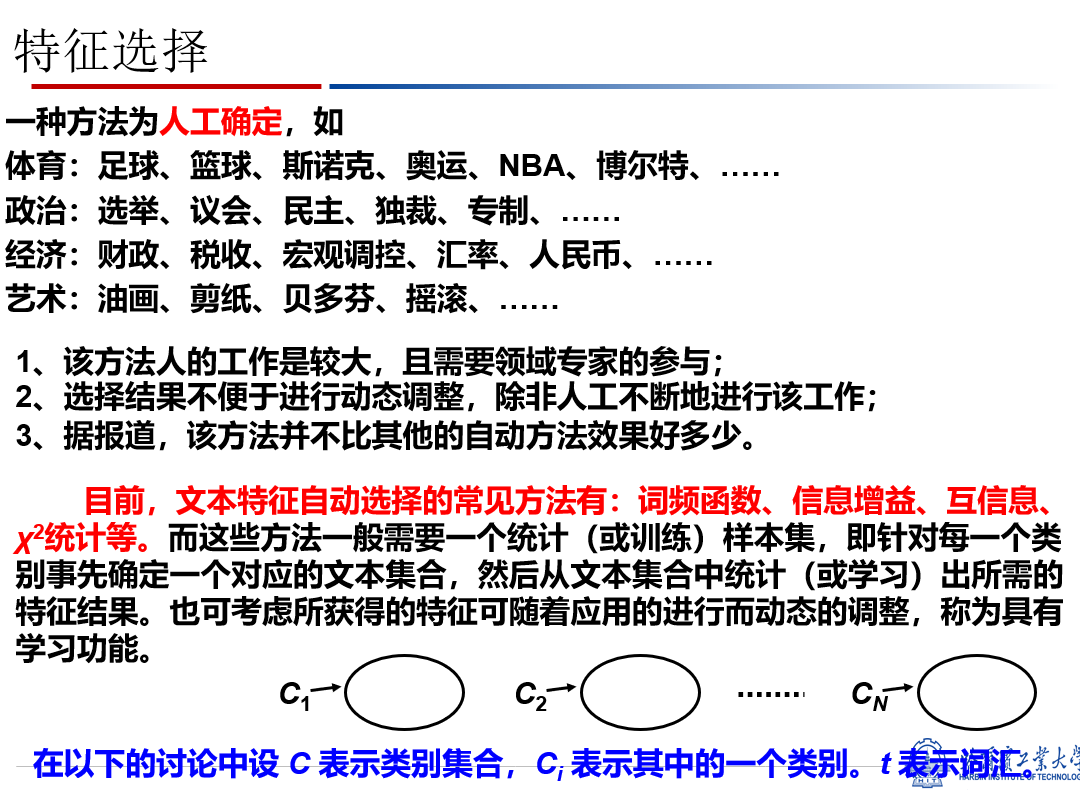 特征选择
一种方法为人工确定，如
体育：足球、篮球、斯诺克、奥运、NBA、博尔特、……
政治：选举、议会、民主、独裁、专制、……
经济：财政、税收、宏观调控、汇率、人民币、……
艺术：油画、剪纸、贝多芬、摇滚、……
1、该方法人的工作是较大，且需要领域专家的参与；
2、选择结果不便于进行动态调整，除非人工不断地进行该工作；
3、据报道，该方法并不比其他的自动方法效果好多少。
目前，文本特征自动选择的常见方法有：词频函数、信息增益、互信息、
χ²统计等。而这些方法一般需要一个统计（或训练）样本集，即针对每一个类
别事先确定一个对应的文本集合，然后从文本集合中统计（或学习）出所需的
特征结果。也可考虑所获得的特征可随着应用的进行而动态的调整，称为具有
学习功能。
C₁ C₂ ........ C_N
在以下的讨论中设 C 表示类别集合，Cᵢ 表示其中的一个类别。t 表示词汇。
工业大学
HARBIN INSTITUTE OF TECHNOLOG
HIT